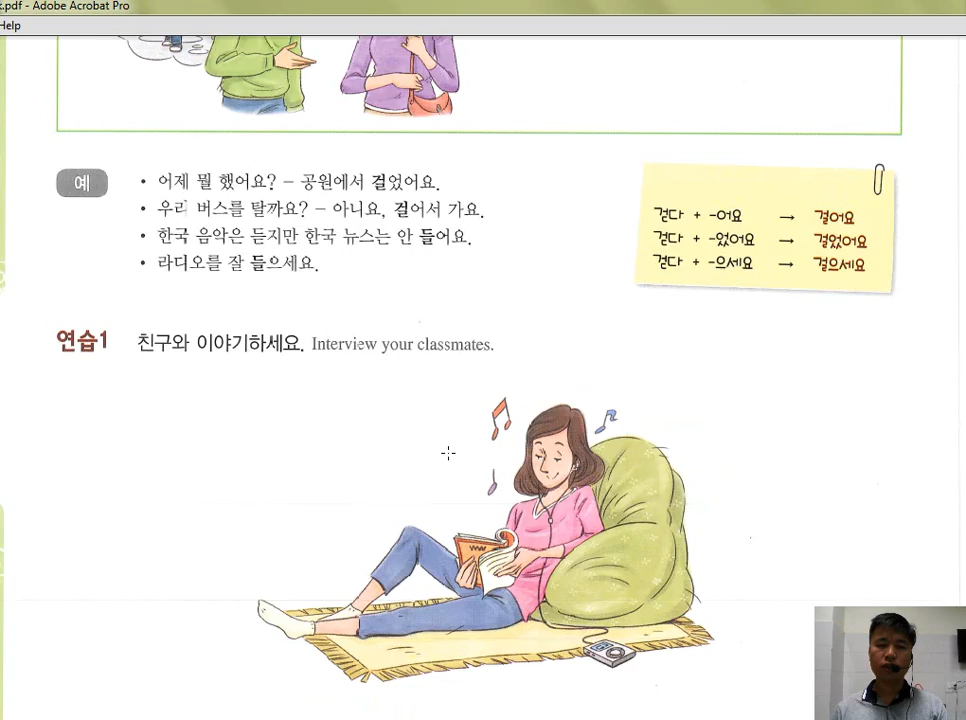 .pdf - Adobe Acrobat Pro
Help
예
• 어제 뭘 했어요? – 공원에서 걸었어요.
• 우리 버스를 탈까요? – 아니요, 걸어서 가요.
• 한국 음악은 듣지만 한국 뉴스는 안 들어요.
• 라디오를 잘 들으세요.
걷다 + -어요 → 걸어요
걷다 + -었어요 → 걸었어요
걷다 + -으세요 → 걸으세요
연습1 친구와 이야기하세요. Interview your classmates.